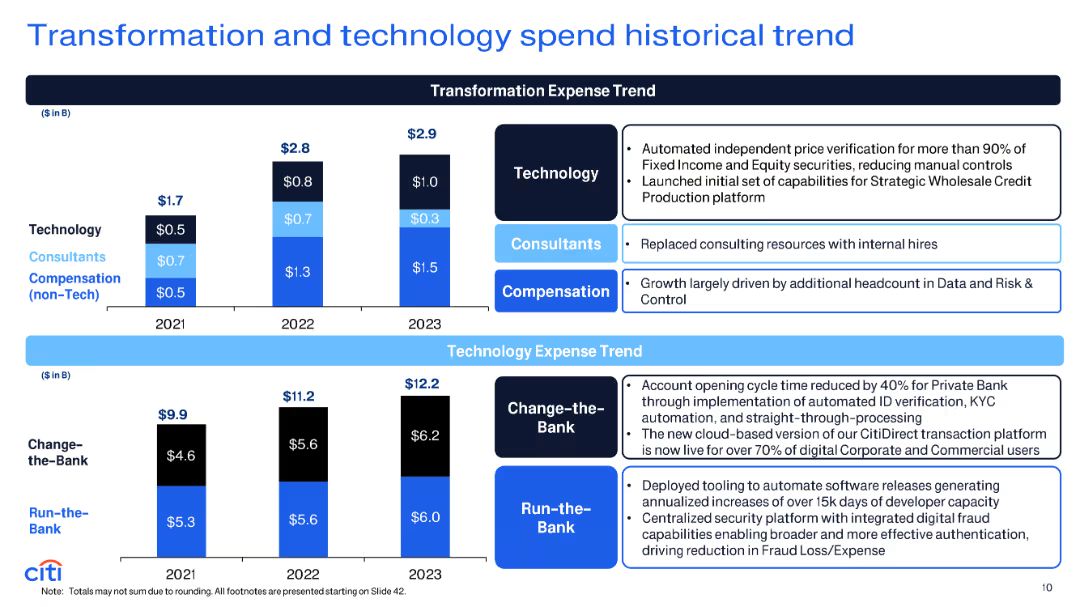 Transformation and technology spend historical trend
Transformation Expense Trend
($ in B)
$1.7
$2.8
$2.9
Technology
Consultants
Compensation
(non-Tech)
$0.5
$0.7
$0.5
$0.8
$0.7
$1.3
$1.0
$0.3
$1.5
2021
2022
2023
Technology
• Automated independent price verification for more than 90% of
Fixed Income and Equity securities, reducing manual controls
• Launched initial set of capabilities for Strategic Wholesale Credit
Production platform
Consultants
• Replaced consulting resources with internal hires
Compensation
• Growth largely driven by additional headcount in Data and Risk &
Control
Technology Expense Trend
($ in B)
$9.9
$11.2
$12.2
Change-
the-Bank
Run-the-
Bank
$4.6
$5.3
$5.6
$5.6
$6.2
$6.0
2021
2022
2023
Change-the-
Bank
• Account opening cycle time reduced by 40% for Private Bank
through implementation of automated ID verification, KYC
automation, and straight-through-processing
• The new cloud-based version of our CitiDirect transaction platform
is now live for over 70% of digital Corporate and Commercial users
Run-the-
Bank
• Deployed tooling to automate software releases generating
annualized increases of over 15k days of developer capacity
• Centralized security platform with integrated digital fraud
capabilities enabling broader and more effective authentication,
driving reduction in Fraud Loss/Expense
citi
Note: Totals may not sum due to rounding. All footnotes are presented starting on Slide 42.
10